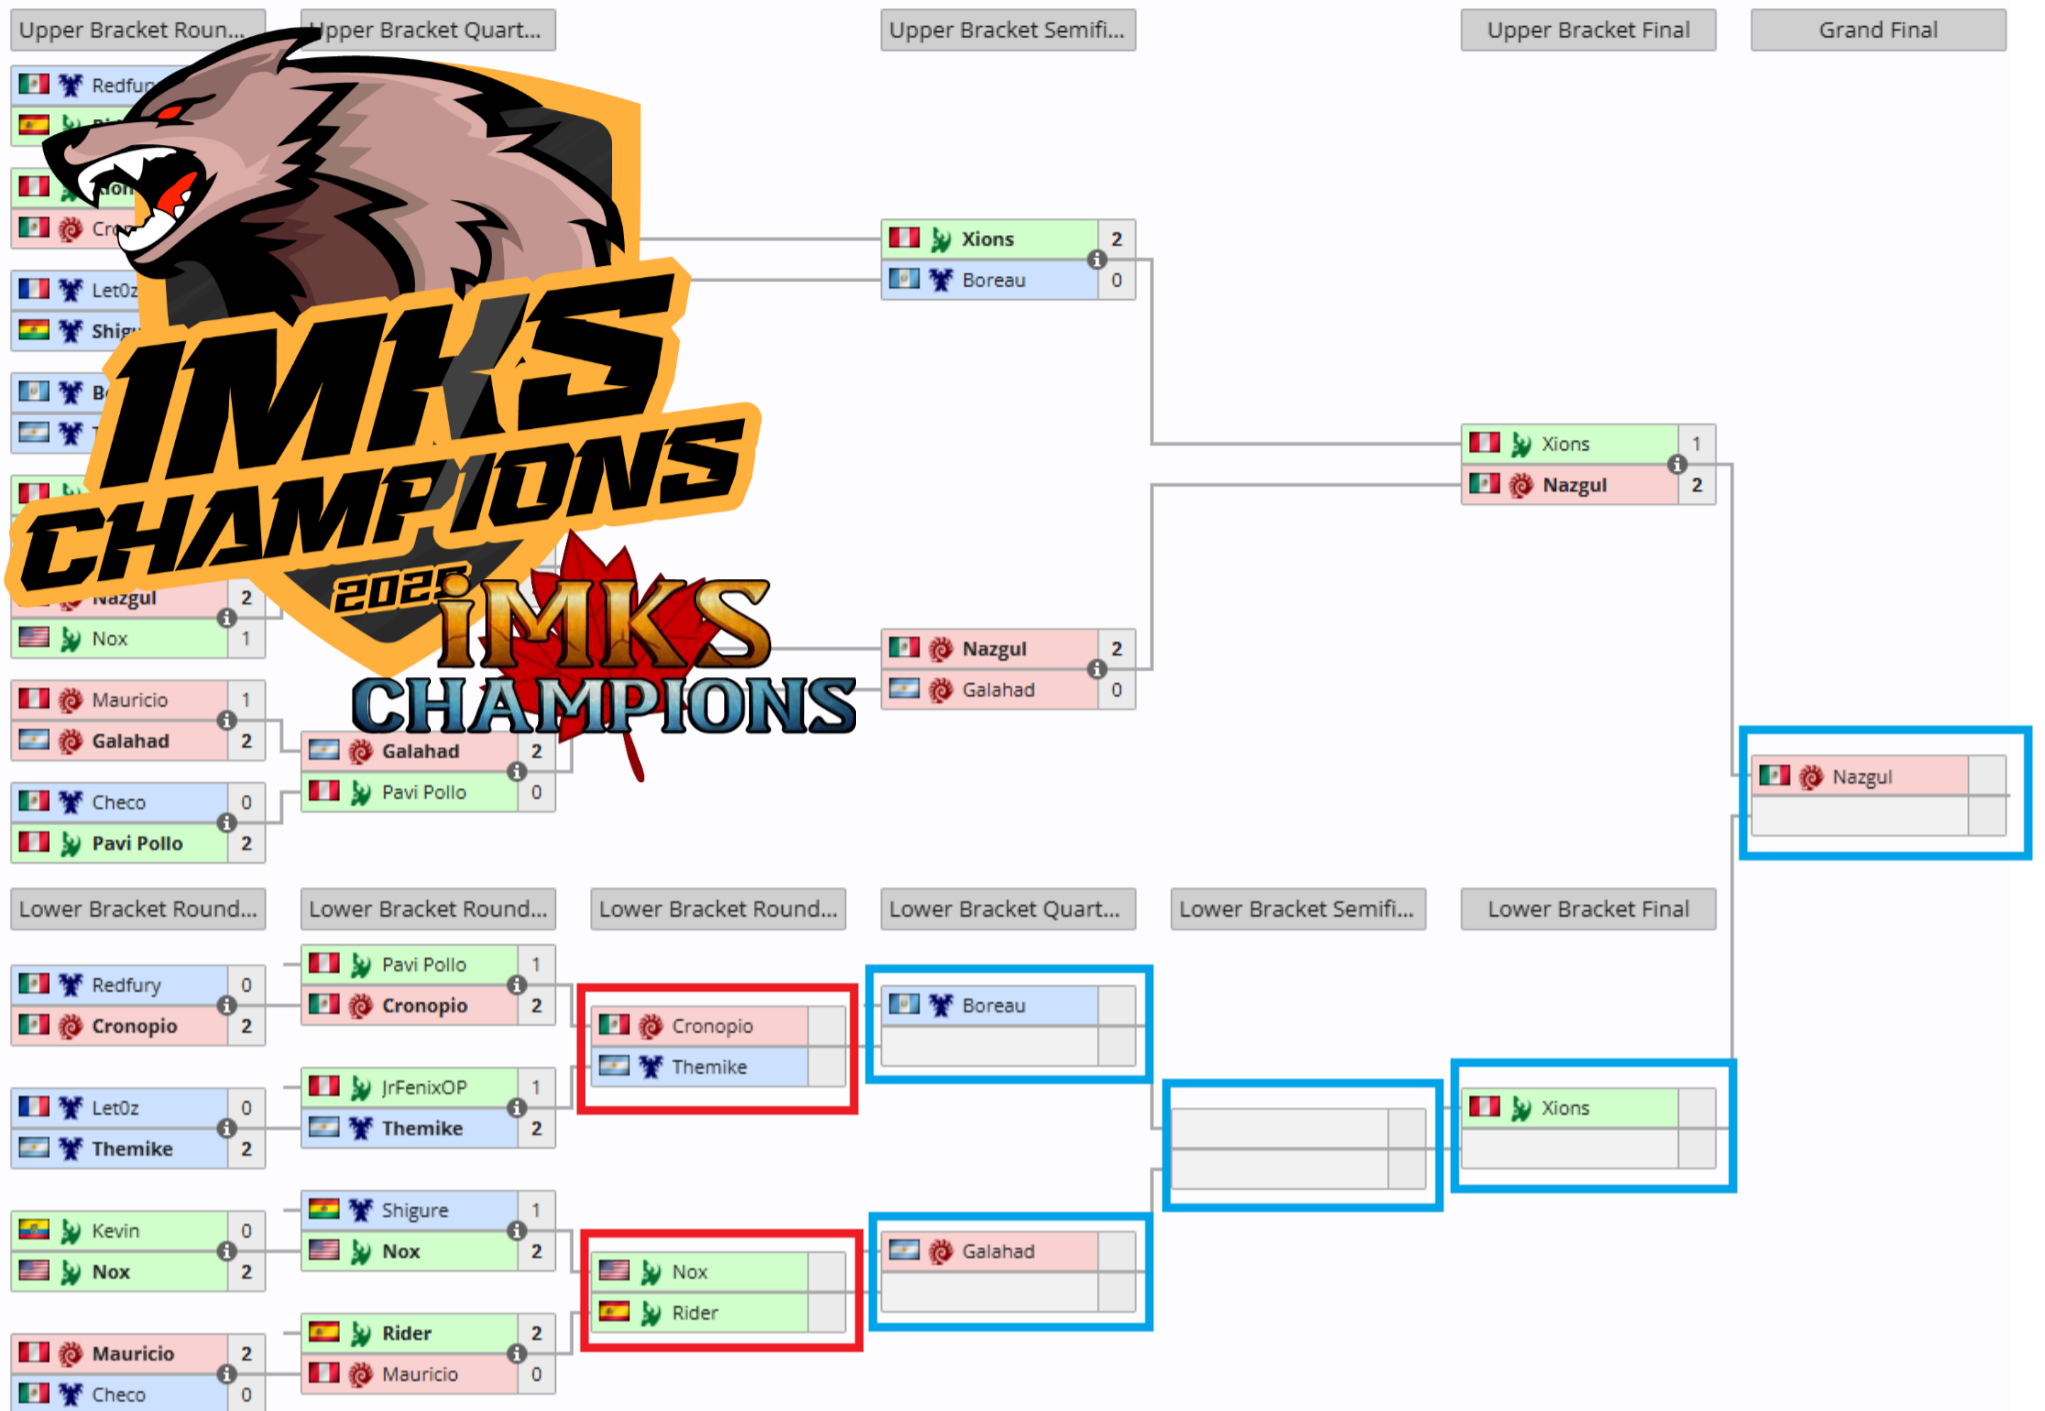 Upper Bracket Roun...
Upper Bracket Quart...
Upper Bracket Semifi...
Upper Bracket Final
Grand Final
IMKS
CHAMPIONS
2025
iMKS
CHAMPIONS
Nazgul 2
Nox 1
Mauricio 1
Galahad 2
Checo 0
Pavi Pollo 2
Galahad 2
Pavi Pollo 0
Xions 2
Boreau 0
Nazgul 2
Galahad 0
Xions 1
Nazgul 2
Nazgul
Lower Bracket Round...
Lower Bracket Round...
Lower Bracket Round...
Lower Bracket Quart...
Lower Bracket Semifi...
Lower Bracket Final
Redfury 0
Cronopio 2
Let0z 0
Themike 2
Kevin 0
Nox 2
Mauricio 2
Checo 0
Pavi Pollo 1
Cronopio 2
JrFenixOP 1
Themike 2
Shigure 1
Nox 2
Rider 2
Mauricio 0
Cronopio
Themike
Nox
Rider
Boreau
Galahad
Xions